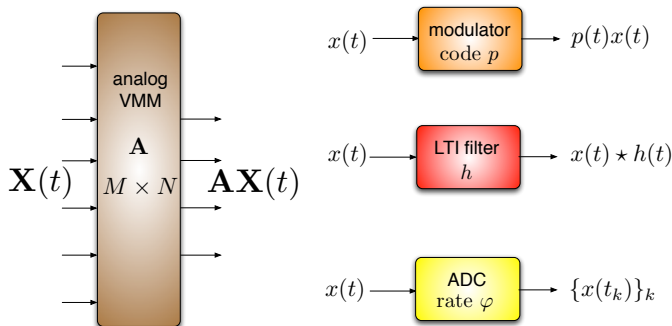 X(t)
analog
VMM
A
M × N
AX(t)
x(t)
modulator
code p
p(t)x(t)
x(t)
LTI filter
h
x(t) ⋆ h(t)
x(t)
ADC
rate φ
{x(t_k)}_k